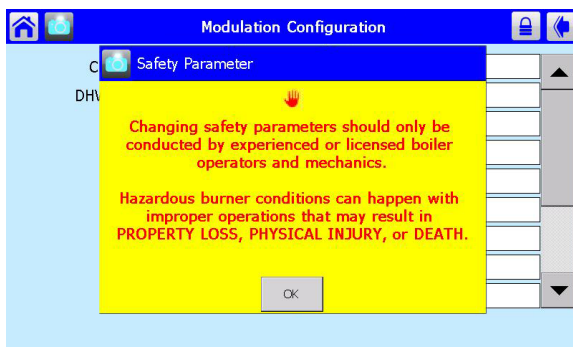 Modulation Configuration
Safety Parameter
Changing safety parameters should only be
conducted by experienced or licensed boiler
operators and mechanics.
Hazardous burner conditions can happen with
improper operations that may result in
PROPERTY LOSS, PHYSICAL INJURY, or DEATH.
OK